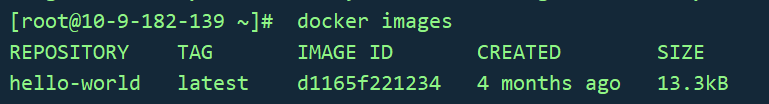 [root@10-9-182-139 ~]#  docker images
REPOSITORY    TAG       IMAGE ID       CREATED        SIZE
hello-world   latest    d1165f221234   4 months ago   13.3kB